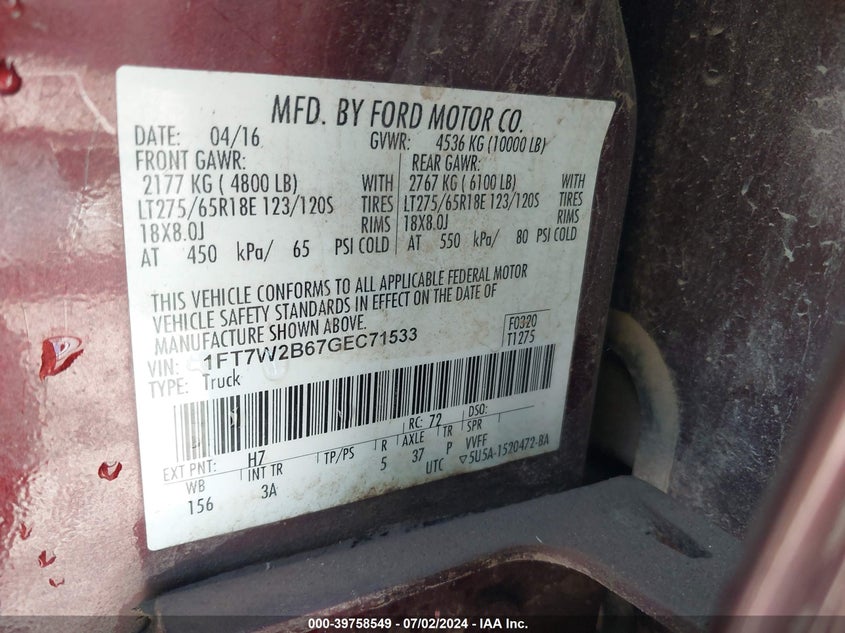 MFD. BY FORD MOTOR CO.
DATE: 04/16 GVWR: 4536 KG (10000 LB)
FRONT GAWR: REAR GAWR:
2177 KG ( 4800 LB) WITH 2767 KG ( 6100 LB) WITH
LT275/65R18E 123/120S TIRES LT275/65R18E 123/120S TIRES
18X8.0J RIMS 18X8.0J RIMS
AT 450 kPa/ 65 PSI COLD AT 550 kPa/ 80 PSI COLD
THIS VEHICLE CONFORMS TO ALL APPLICABLE FEDERAL MOTOR
VEHICLE SAFETY STANDARDS IN EFFECT ON THE DATE OF
MANUFACTURE SHOWN ABOVE.
F0320
VIN: 1FT7W2B67GEC71533 T1275
TYPE: Truck
RC: 72 DSO:
EXT PNT: H7 AXLE TR SPR
WB INT TR TP/PS R 37 P VVFF
156 3A 5 UTC ▽5U5A-1520472-BA
000-39758549 / 07/02/2024 - IAA Inc.